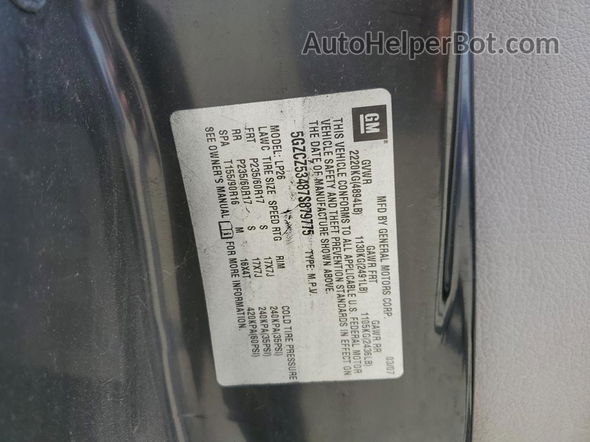 AutoHelperBot.com
GM
MFD BY GENERAL MOTORS CORP. 03/07
GVWR GAWR FRT GAWR RR
2220KG(4894LB) 1130KG(2491LB) 1105KG(2436LB)
THIS VEHICLE CONFORMS TO ALL APPLICABLE U.S. FEDERAL MOTOR
VEHICLE SAFETY AND THEFT PREVENTION STANDARDS IN EFFECT ON
THE DATE OF MANUFACTURE SHOWN ABOVE.
5GZCZ53487S879775 TYPE: M.P.V.
MODEL: LP26
LAWC TIRE SIZE SPEED RTG RIM COLD TIRE PRESSURE
FRT P235/60R17 S 17X7J 240KPA(35PSI)
RR P235/60R17 S 17X7J 240KPA(35PSI)
SPA T155/90R16 M 16X4T 420KPA(60PSI)
SEE OWNER'S MANUAL FOR MORE INFORMATION.